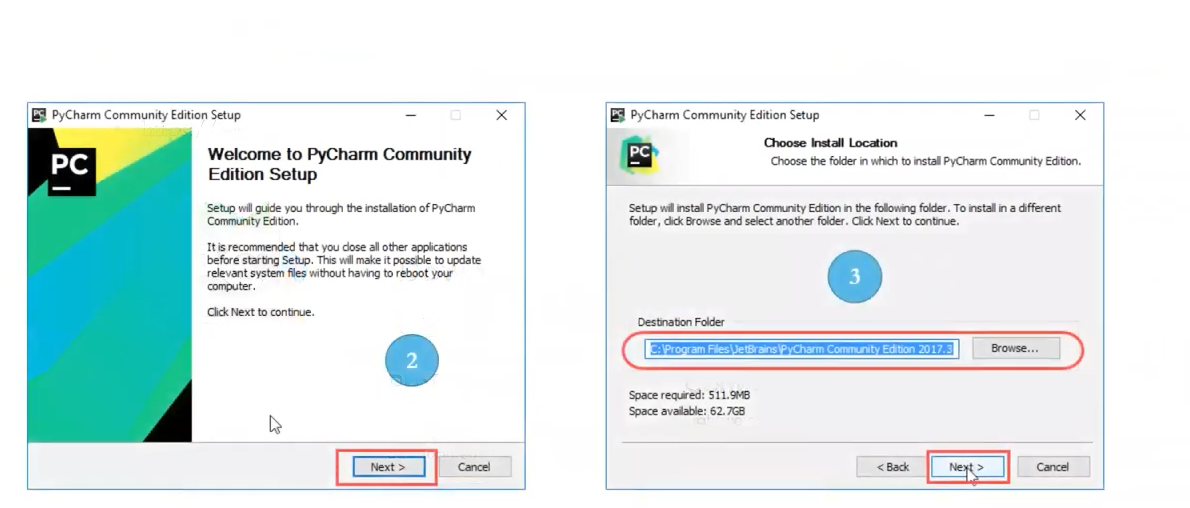 PyCharm Community Edition Setup
PC
Welcome to PyCharm Community
Edition Setup
Setup will guide you through the installation of PyCharm
Community Edition.
It is recommended that you close all other applications
before starting Setup. This will make it possible to update
relevant system files without having to reboot your
computer.
Click Next to continue.
2
Next >
Cancel
PyCharm Community Edition Setup
PC
Choose Install Location
Choose the folder in which to install PyCharm Community Edition.
Setup will install PyCharm Community Edition in the following folder. To install in a different
folder, click Browse and select another folder. Click Next to continue.
3
Destination Folder
C:\Program Files\JetBrains\PyCharm Community Edition 2017.3
Browse...
Space required: 511.9MB
Space available: 62.7GB
< Back
Next >
Cancel